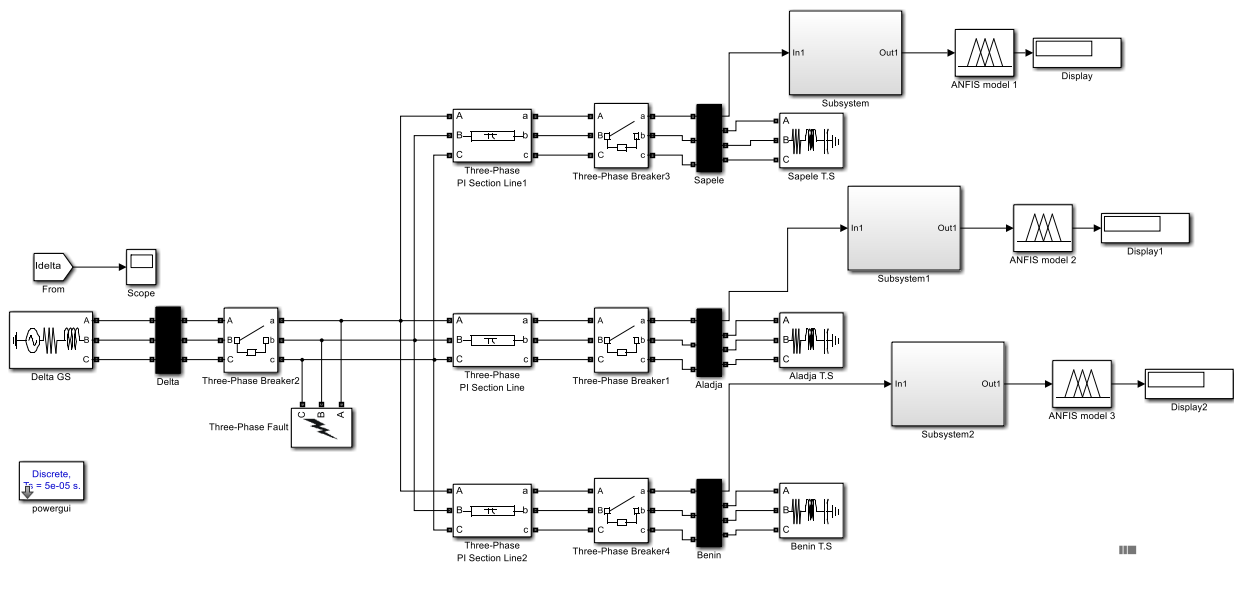 In1
Out1
Subsystem
ANFIS model 1
Display
A
B
C
a
b
c
Three-Phase
PI Section Line1
A
B
C
a
b
c
Three-Phase Breaker3
Sapele
A
B
C
Sapele T.S
In1
Out1
Subsystem1
ANFIS model 2
Display1
Idelta
From
Scope
A
B
C
Delta GS
Delta
A
B
C
a
b
c
Three-Phase Breaker2
A
B
C
a
b
c
Three-Phase
PI Section Line
A
B
C
a
b
c
Three-Phase Breaker1
Aladja
A
B
C
Aladja T.S
In1
Out1
Subsystem2
ANFIS model 3
Display2
C
B
A
Three-Phase Fault
Discrete,
Ts = 5e-05 s.
powergui
A
B
C
a
b
c
Three-Phase
PI Section Line2
A
B
C
a
b
c
Three-Phase Breaker4
Benin
A
B
C
Benin T.S